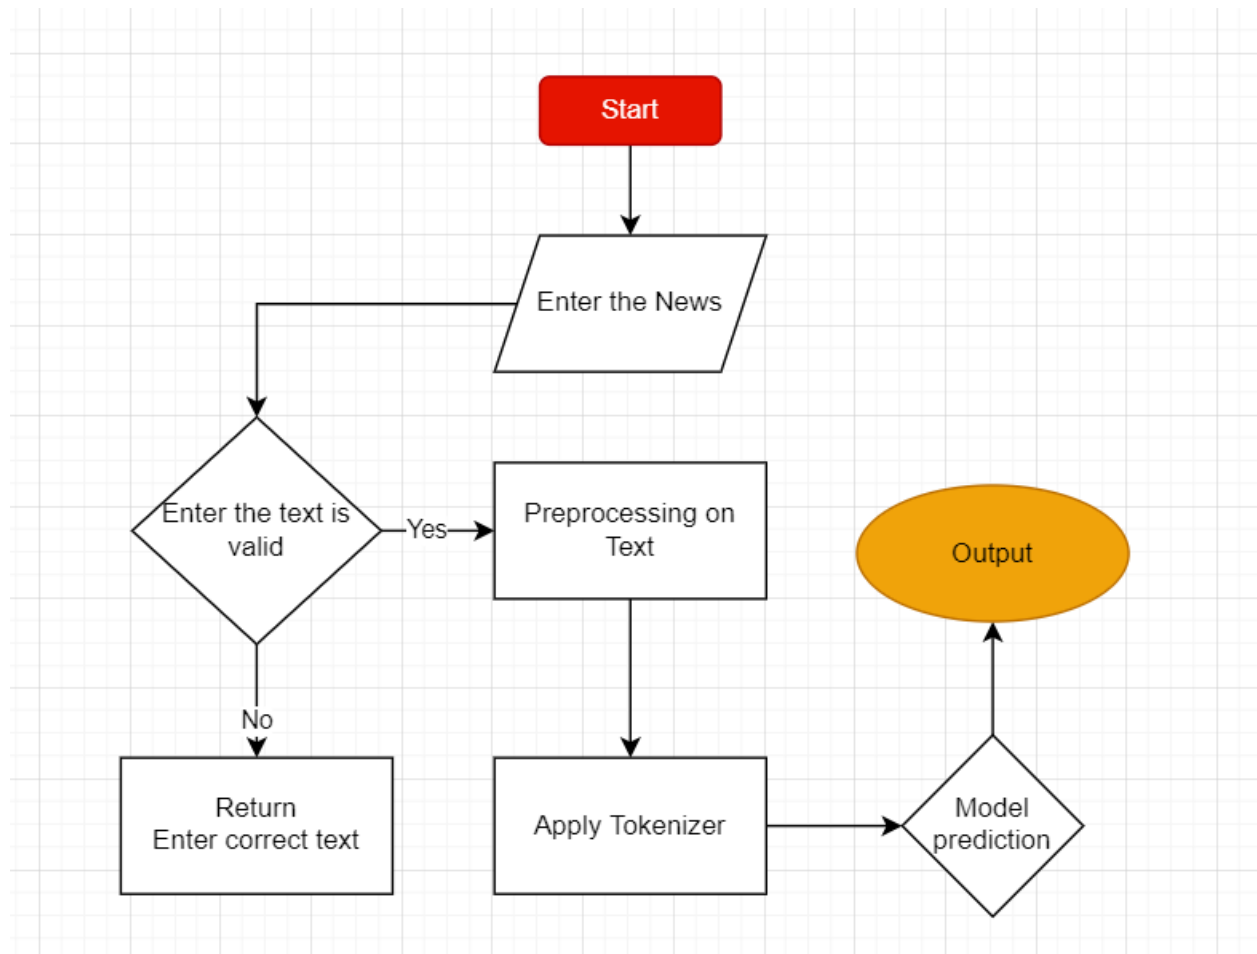 Start
Enter the News
Enter the text is
valid
Yes
Preprocessing on
Text
Output
No
Return
Enter correct text
Apply Tokenizer
Model
prediction